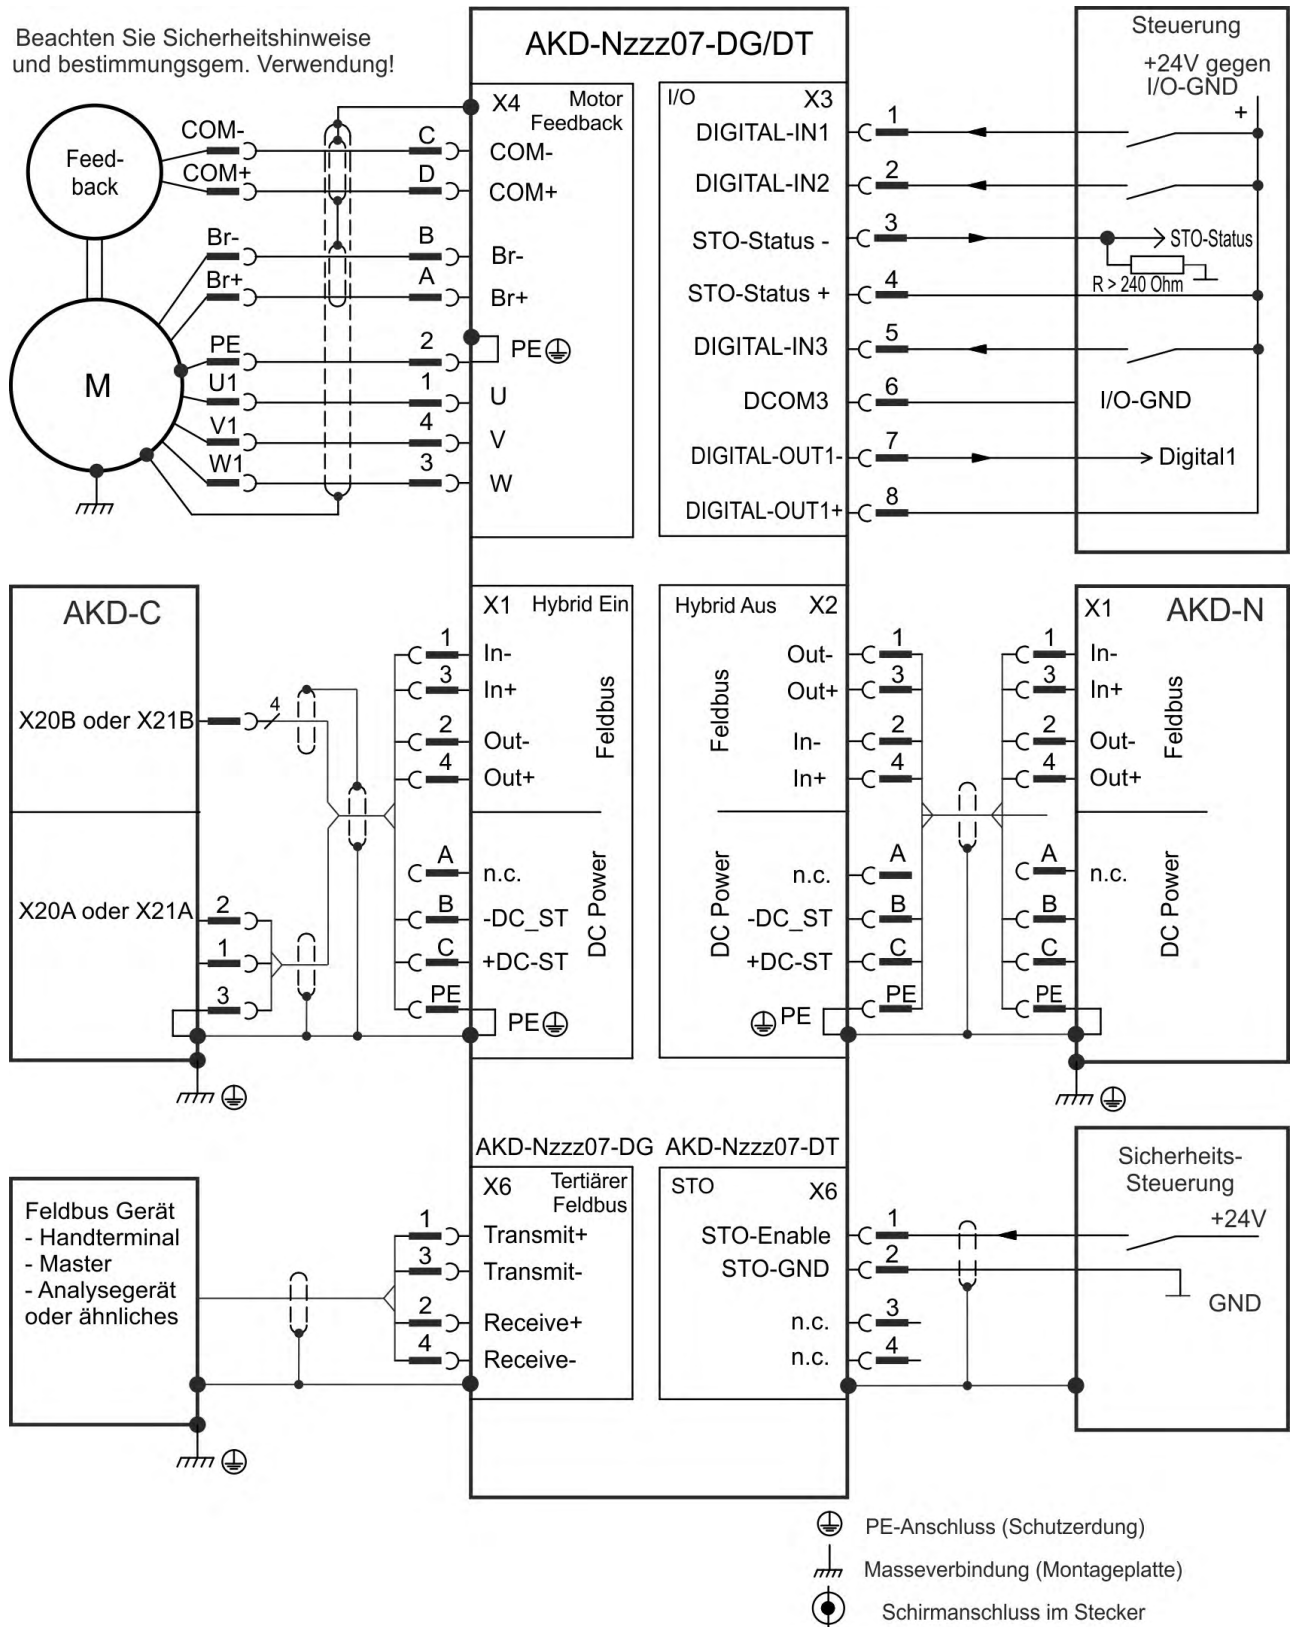 Beachten Sie Sicherheitshinweise
und bestimmungsgem. Verwendung!
AKD-Nzzz07-DG/DT
Steuerung
+24V gegen
I/O-GND
+
Feed-
back
M
COM-
COM+
Br-
Br+
PE
U1
V1
W1
C
D
B
A
2
1
4
3
X4 Motor
Feedback
COM-
COM+
Br-
Br+
PE
U
V
W
I/O X3
DIGITAL-IN1 1
DIGITAL-IN2 2
STO-Status - 3
STO-Status + 4
DIGITAL-IN3 5
DCOM3 6
DIGITAL-OUT1- 7
DIGITAL-OUT1+ 8
STO-Status
R > 240 Ohm
I/O-GND
Digital1
AKD-C
X20B oder X21B
4
X20A oder X21A
2
1
3
X1 Hybrid Ein
1 In-
3 In+
2 Out-
4 Out+
Feldbus
A n.c.
B -DC_ST
C +DC-ST
PE PE
DC Power
Hybrid Aus X2
Out- 1
Out+ 3
In- 2
In+ 4
Feldbus
n.c. A
-DC_ST B
+DC-ST C
PE PE
DC Power
X1 AKD-N
1 In-
3 In+
2 Out-
4 Out+
Feldbus
A n.c.
B
C
PE
DC Power
AKD-Nzzz07-DG AKD-Nzzz07-DT
Feldbus Gerät
- Handterminal
- Master
- Analysegerät
oder ähnliches
X6 Tertiärer
Feldbus
1 Transmit+
3 Transmit-
2 Receive+
4 Receive-
STO X6
STO-Enable 1
STO-GND 2
n.c. 3
n.c. 4
Sicherheits-
Steuerung
+24V
GND
PE-Anschluss (Schutzerdung)
Masseverbindung (Montageplatte)
Schirmanschluss im Stecker